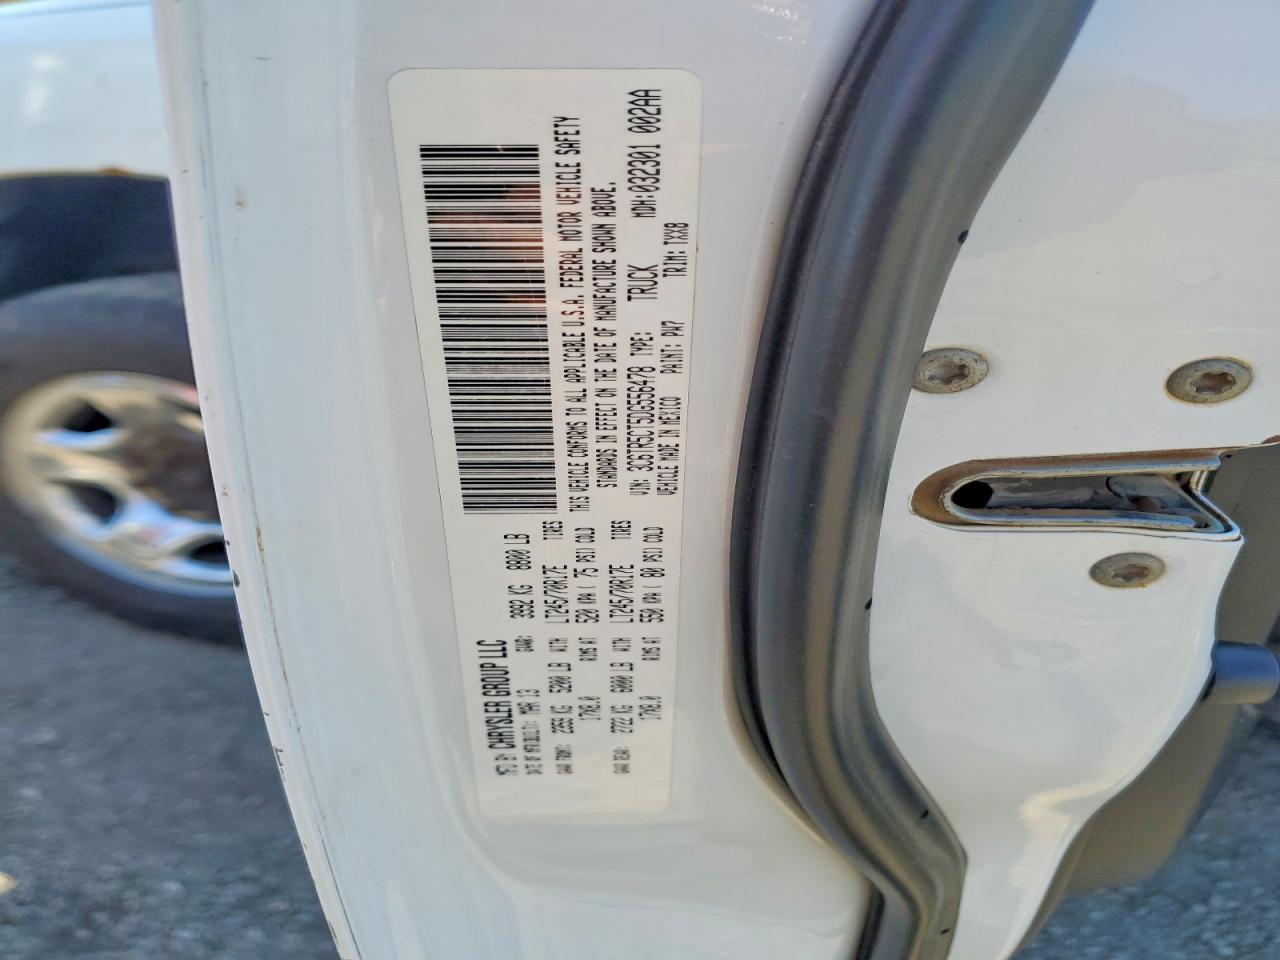 MFD BY CHRYSLER GROUP LLC
DATE OF MFR(BUILT): MAR 13 GVWR: 3992 KG 8800 LB
GAWR FRONT: 2359 KG 5200 LB WITH LT245/70R17E TIRES
17X8.0 RIMS AT 520 KPA ( 75 PSI) COLD
GAWR REAR: 2722 KG 6000 LB WITH LT245/70R17E TIRES
17X8.0 RIMS AT 550 KPA ( 80 PSI) COLD
THIS VEHICLE CONFORMS TO ALL APPLICABLE U.S.A. FEDERAL MOTOR VEHICLE SAFETY
STANDARDS IN EFFECT ON THE DATE OF MANUFACTURE SHOWN ABOVE.
VIN: 3C6TR5CT5DG556478 TYPE: TRUCK MDH: 032301 002AA
VEHICLE MADE IN MEXICO PAINT: PW7 TRIM: TXX8